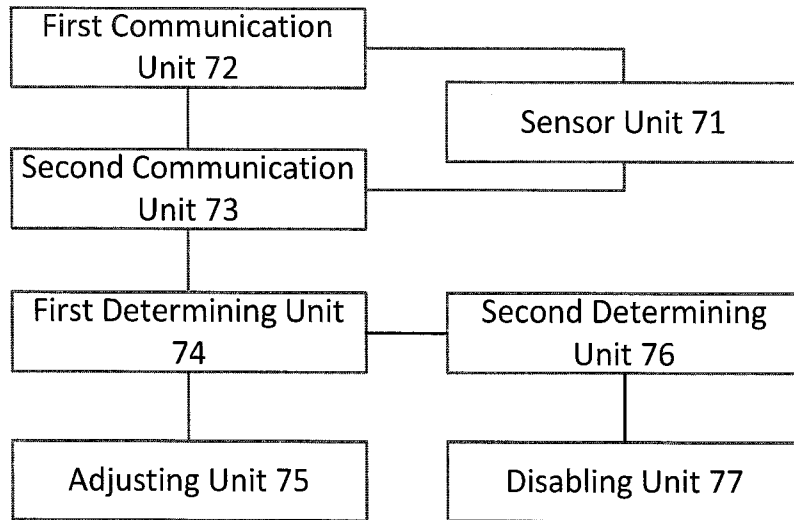 First Communication
Unit 72
Sensor Unit 71
Second Communication
Unit 73
First Determining Unit
74
Second Determining
Unit 76
Adjusting Unit 75
Disabling Unit 77